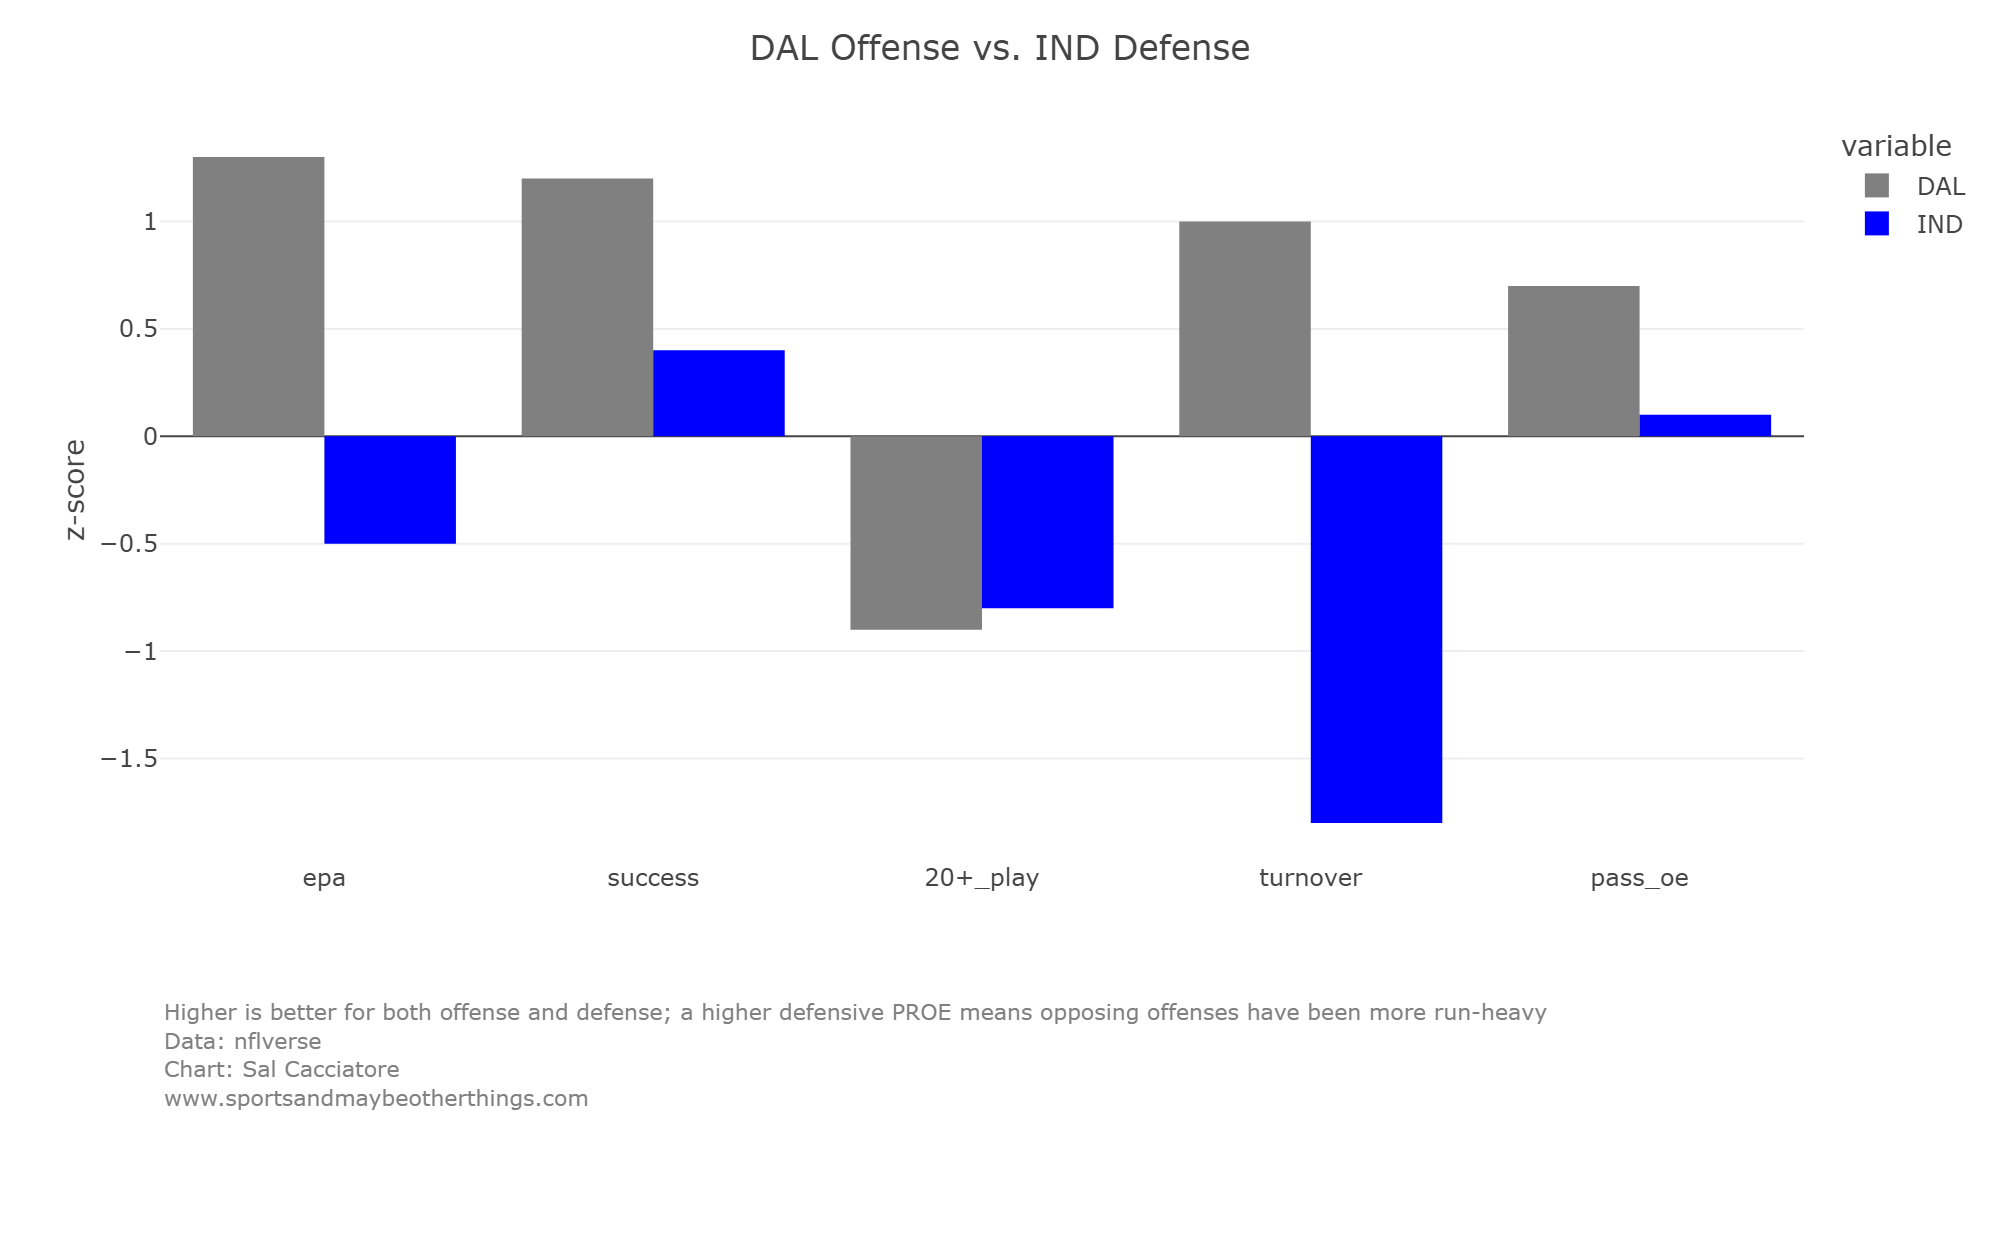 DAL Offense vs. IND Defense
variable
DAL
IND
1
0.5
0
−0.5
−1
−1.5
z-score
epa
success
20+_play
turnover
pass_oe
Higher is better for both offense and defense; a higher defensive PROE means opposing offenses have been more run-heavy
Data: nflverse
Chart: Sal Cacciatore
www.sportsandmaybeotherthings.com